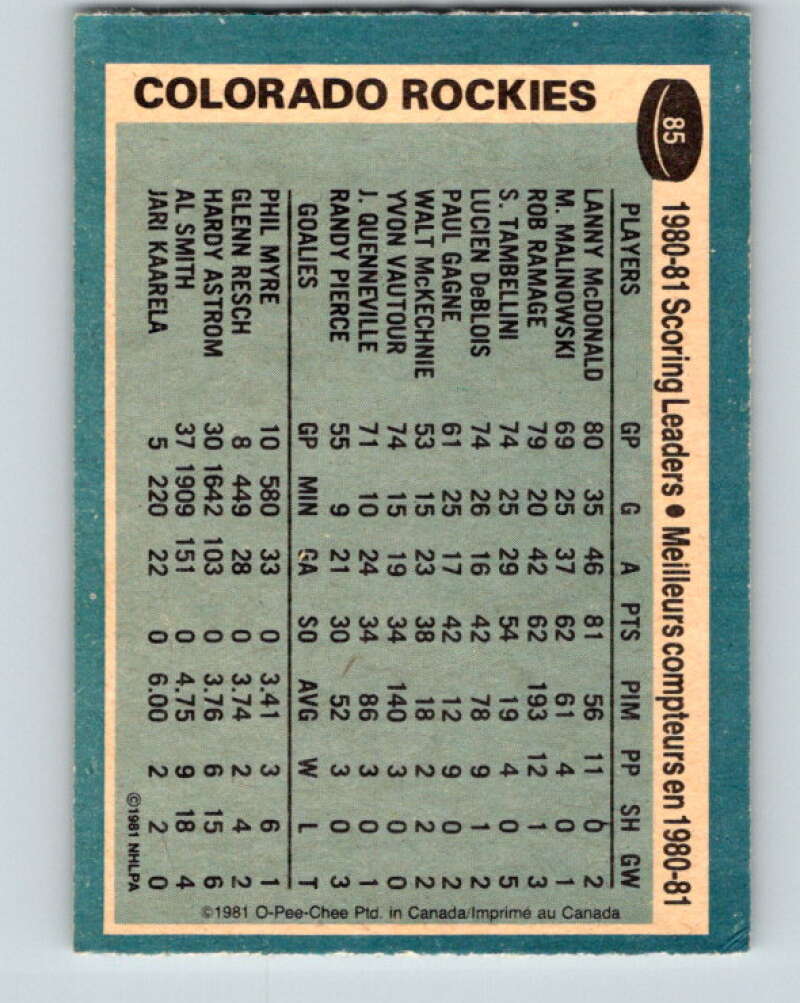 COLORADO ROCKIES
85
1980-81 Scoring Leaders • Meilleurs compteurs en 1980-81
PLAYERS GP G A PTS PIM PP SH GW
LANNY McDONALD 80 35 46 81 56 11 0 2
M. MALINOWSKI 69 25 37 62 61 4 0 1
ROB RAMAGE 79 20 42 62 193 12 1 3
S. TAMBELLINI 74 25 29 54 19 4 0 5
LUCIEN DeBLOIS 74 26 16 42 78 9 1 2
PAUL GAGNE 61 25 17 42 12 9 0 2
WALT McKECHNIE 53 15 23 38 18 2 2 2
YVON VAUTOUR 74 15 19 34 140 3 0 0
J. QUENNEVILLE 71 10 24 34 86 3 0 1
RANDY PIERCE 55 9 21 30 52 3 0 3
GOALIES GP MIN GA SO AVG W L T
PHIL MYRE 10 580 33 0 3.41 3 6 1
GLENN RESCH 8 449 28 0 3.74 2 4 2
HARDY ASTROM 30 1642 103 0 3.76 6 15 6
AL SMITH 37 1909 151 0 4.75 9 18 4
JARI KAARELA 5 220 22 0 6.00 2 2 0
©1981 NHLPA
©1981 O-Pee-Chee Ptd. in Canada/Imprimé au Canada